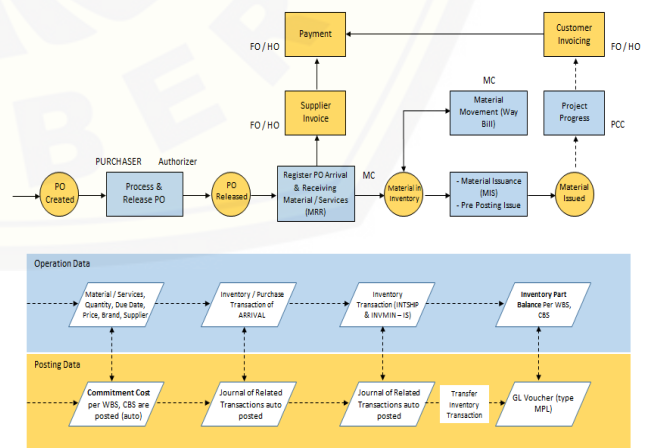 Payment
Customer
Invoicing
FO / HO
FO / HO
MC
Supplier
Invoice
Material
Movement (Way
Bill)
Project
Progress
FO / HO
PCC
PURCHASER
Authorizer
PO
Created
Process &
Release PO
PO
Released
Register PO Arrival
& Receiving
Material / Services
(MRR)
MC
Material in
Inventory
- Material Issuance
(MIS)
- Pre Posting Issue
Material
Issued
Operation Data
Material / Services,
Quantity, Due Date,
Price, Brand, Supplier
Inventory / Purchase
Transaction of
ARRIVAL
Inventory
Transaction (INTSHP
& INVMIN – IS)
Inventory Part
Balance Per WBS,
CBS
Posting Data
Commitment Cost
per WBS, CBS are
posted (auto)
Journal of Related
Transactions auto
posted
Journal of Related
Transactions auto
posted
Transfer
Inventory
Transaction
GL Voucher (type
MPL)